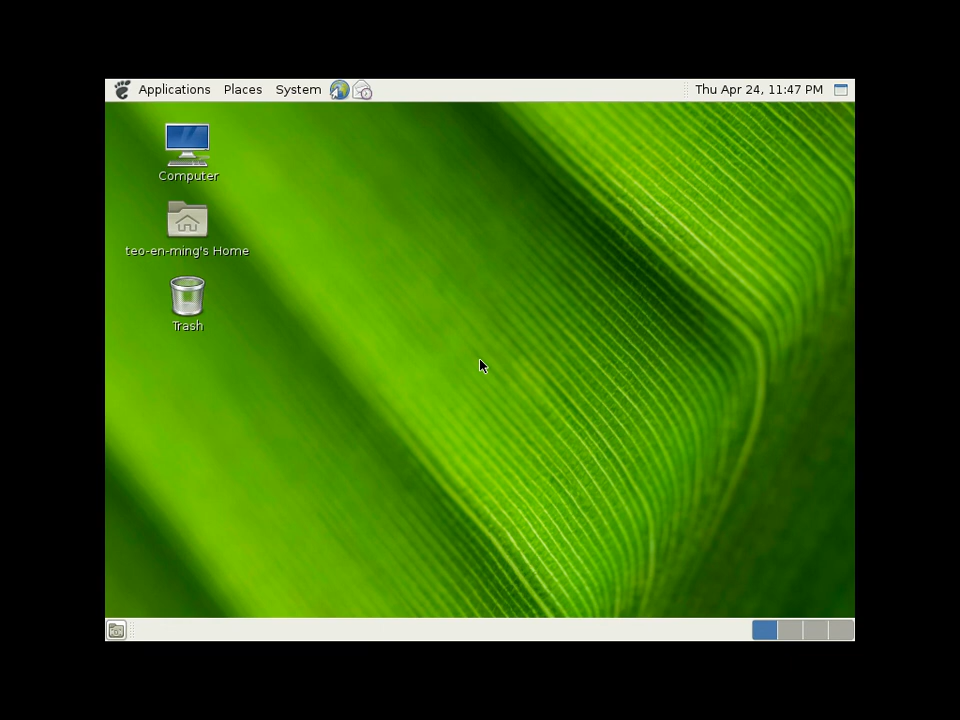 Applications Places System Thu Apr 24, 11:47 PM
Computer
teo-en-ming's Home
Trash